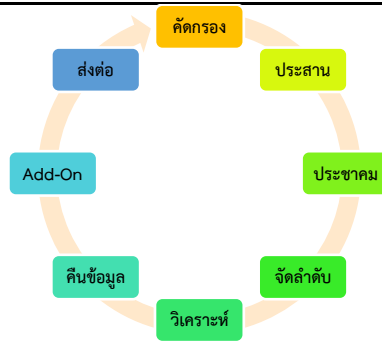 คัดกรอง
ประสาน
ประชาคม
จัดลำดับ
วิเคราะห์
คืนข้อมูล
Add-On
ส่งต่อ